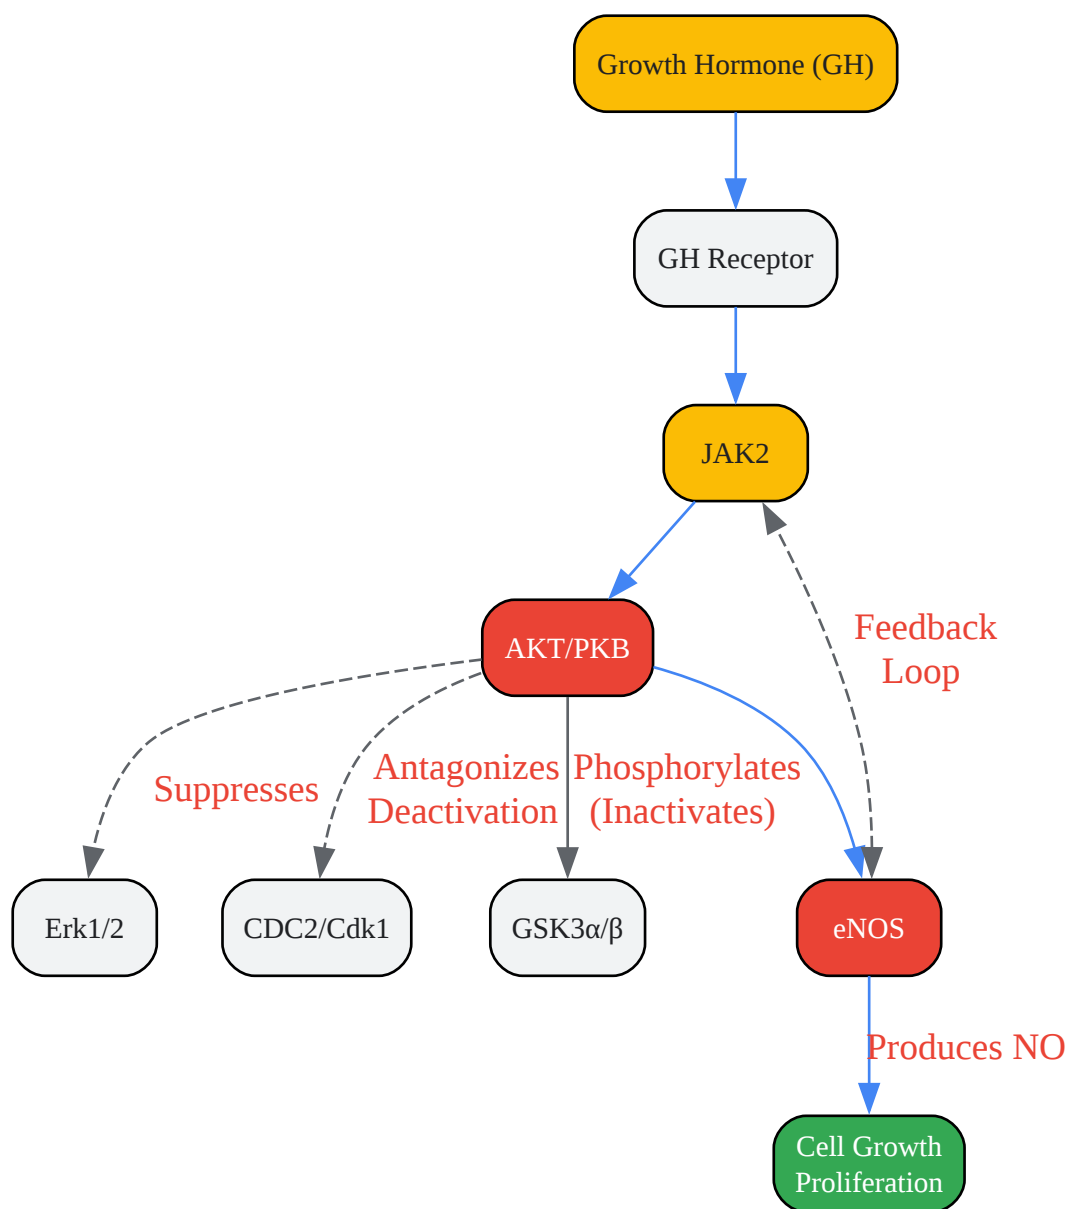 Growth Hormone (GH)
GH Receptor
JAK2
Feedback
Loop
AKT/PKB
Suppresses
Antagonizes
Deactivation
Phosphorylates
(Inactivates)
Erk1/2
CDC2/Cdk1
GSK3α/β
eNOS
Produces NO
Cell Growth
Proliferation